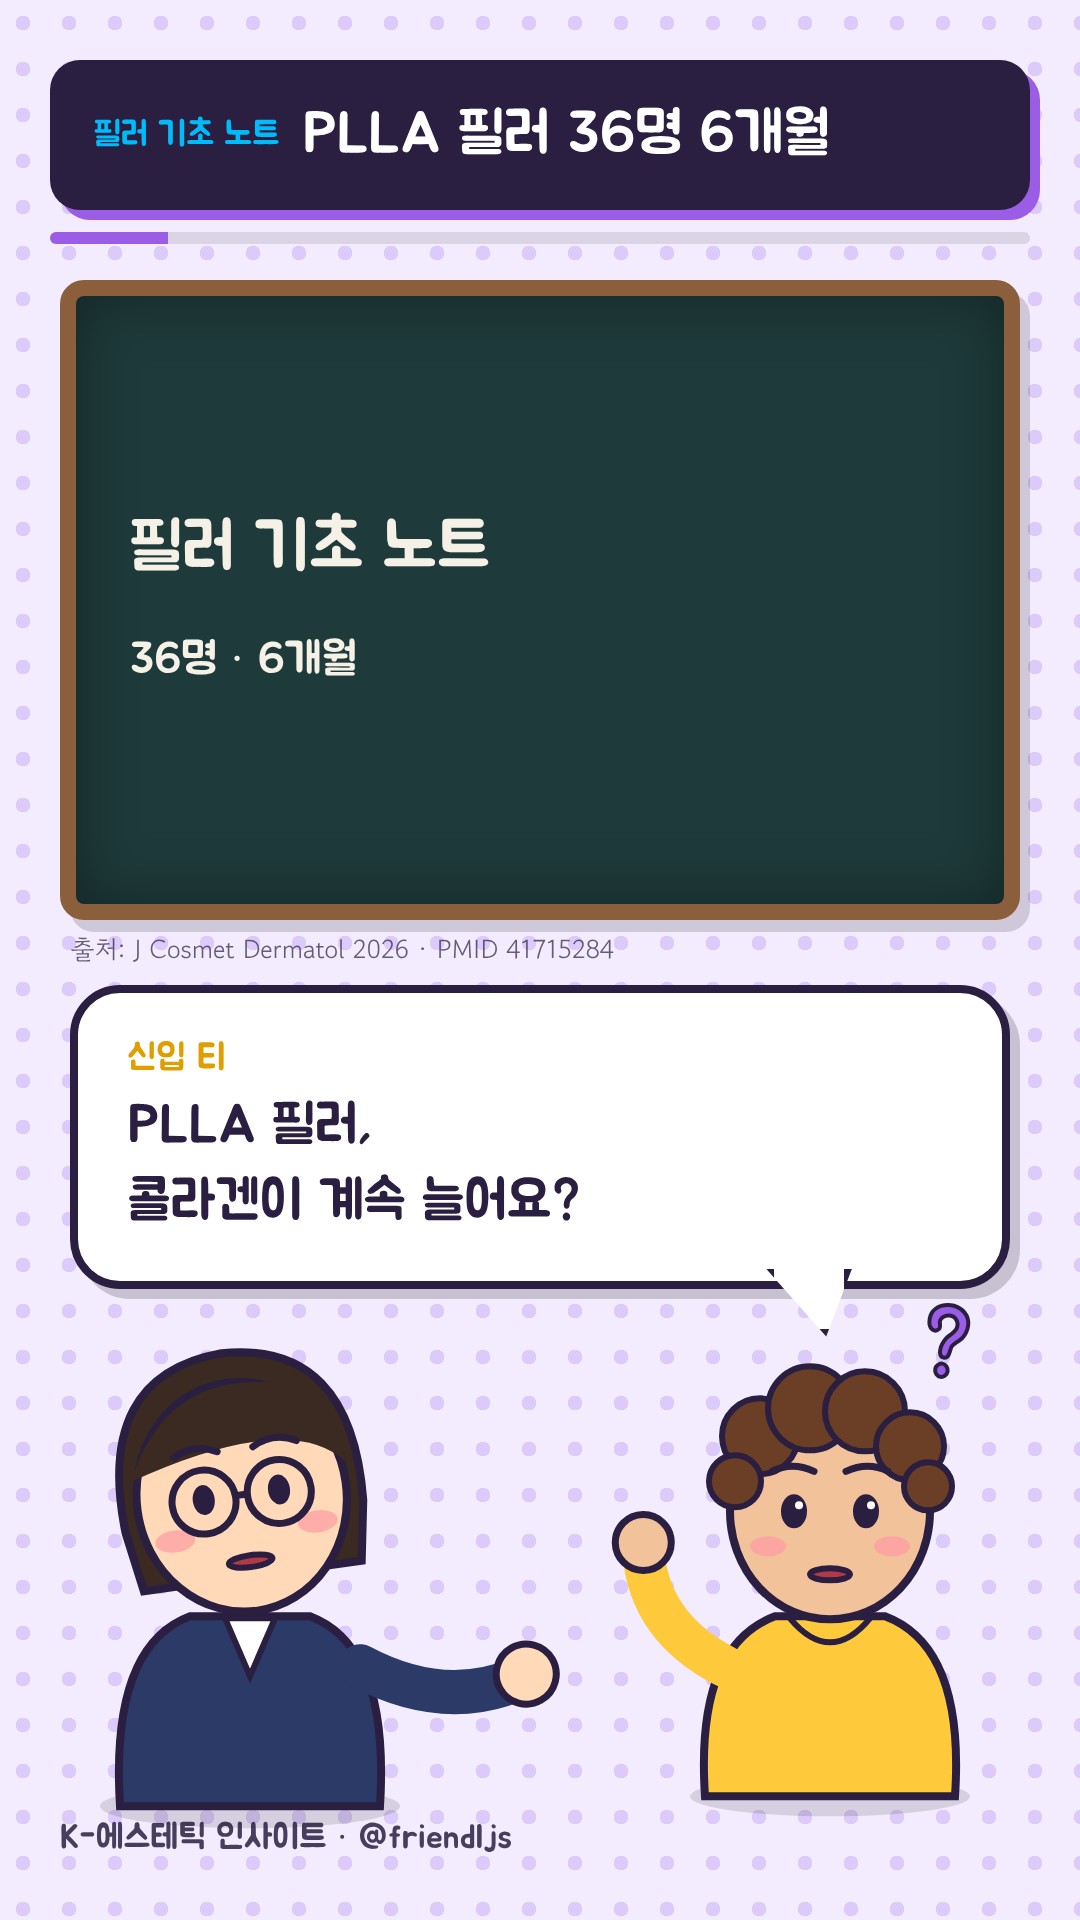 필러 기초 노트 PLLA 필러 36명 6개월
필러 기초 노트
36명 · 6개월
출처: J Cosmet Dermatol 2026 · PMID 41715284
신입 티
PLLA 필러,
콜라겐이 계속 늘어요?
?
K-에스테틱 인사이트 · @friendljs